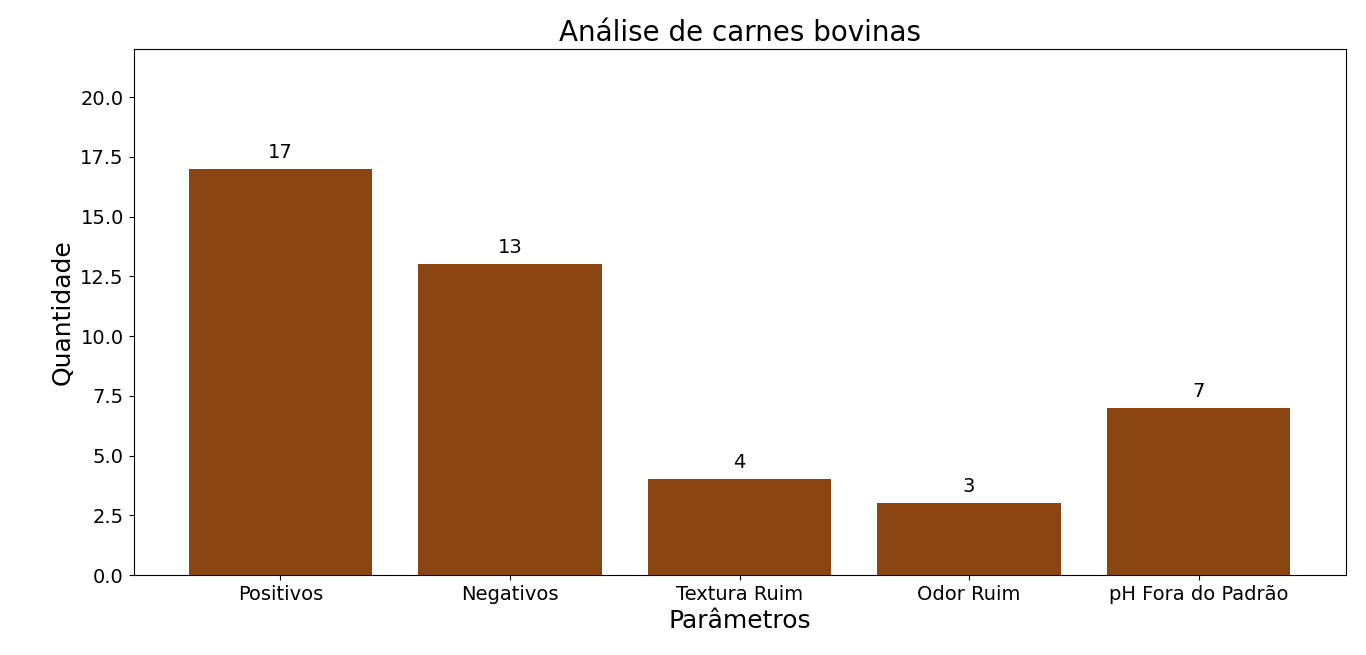 Análise de carnes bovinas
Quantidade
20.0
17.5
15.0
12.5
10.0
7.5
5.0
2.5
0.0
17
13
4
3
7
Positivos
Negativos
Textura Ruim
Odor Ruim
pH Fora do Padrão
Parâmetros